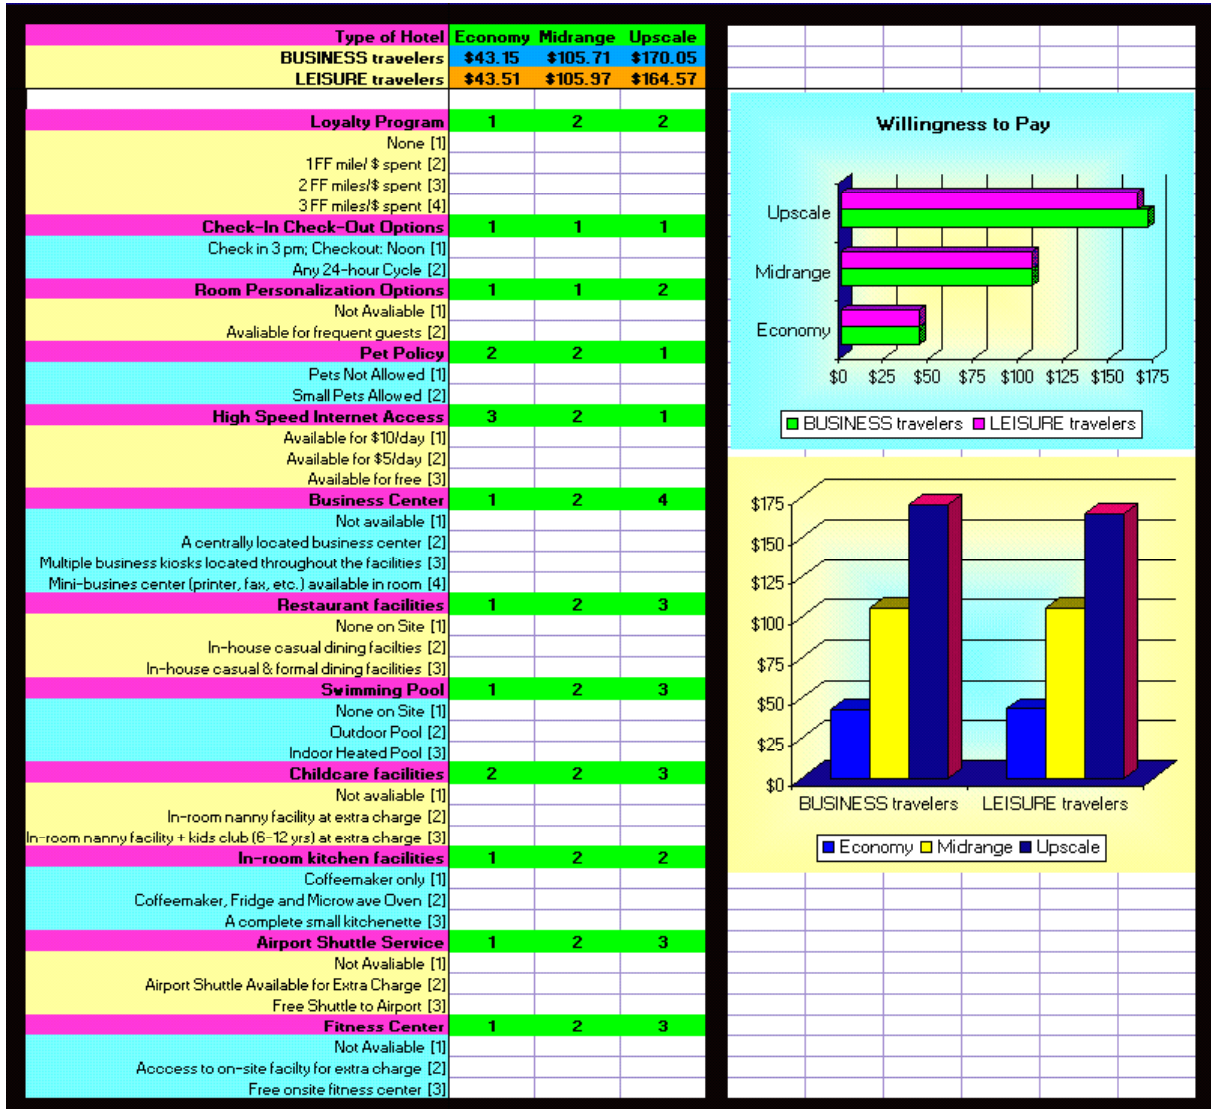 Type of Hotel Economy Midrange Upscale
BUSINESS travelers $43.15 $105.71 $170.05
LEISURE travelers $43.51 $105.97 $164.57
Loyalty Program 1 2 2
None [1]
1 FF mile/ $ spent [2]
2 FF miles/$ spent [3]
3 FF miles/$ spent [4]
Check-In Check-Out Options 1 1 1
Check in 3 pm; Checkout: Noon [1]
Any 24-hour Cycle [2]
Room Personalization Options 1 1 2
Not Avaliable [1]
Avaliable for frequent guests [2]
Pet Policy 2 2 1
Pets Not Allowed [1]
Small Pets Allowed [2]
High Speed Internet Access 3 2 1
Available for $10/day [1]
Available for $5/day [2]
Available for free [3]
Business Center 1 2 4
Not available [1]
A centrally located business center [2]
Multiple business kiosks located throughout the facilities [3]
Mini-busines center (printer, fax, etc.) available in room [4]
Restaurant facilities 1 2 3
None on Site [1]
In-house casual dining facilties [2]
In-house casual & formal dining facilities [3]
Swimming Pool 1 2 3
None on Site [1]
Outdoor Pool [2]
Indoor Heated Pool [3]
Childcare facilities 2 2 3
Not avaliable [1]
In-room nanny facility at extra charge [2]
In-room nanny facility + kids club (6-12 yrs) at extra charge [3]
In-room kitchen facilities 1 2 2
Coffeemaker only [1]
Coffeemaker, Fridge and Microwave Oven [2]
A complete small kitchenette [3]
Airport Shuttle Service 1 2 3
Not Avaliable [1]
Airport Shuttle Available for Extra Charge [2]
Free Shuttle to Airport [3]
Fitness Center 1 2 3
Not Avaliable [1]
Acccess to on-site facilty for extra charge [2]
Free onsite fitness center [3]
Willingness to Pay
Upscale
Midrange
Economy
$0 $25 $50 $75 $100 $125 $150 $175
BUSINESS travelers LEISURE travelers
$175
$150
$125
$100
$75
$50
$25
$0
BUSINESS travelers LEISURE travelers
Economy Midrange Upscale